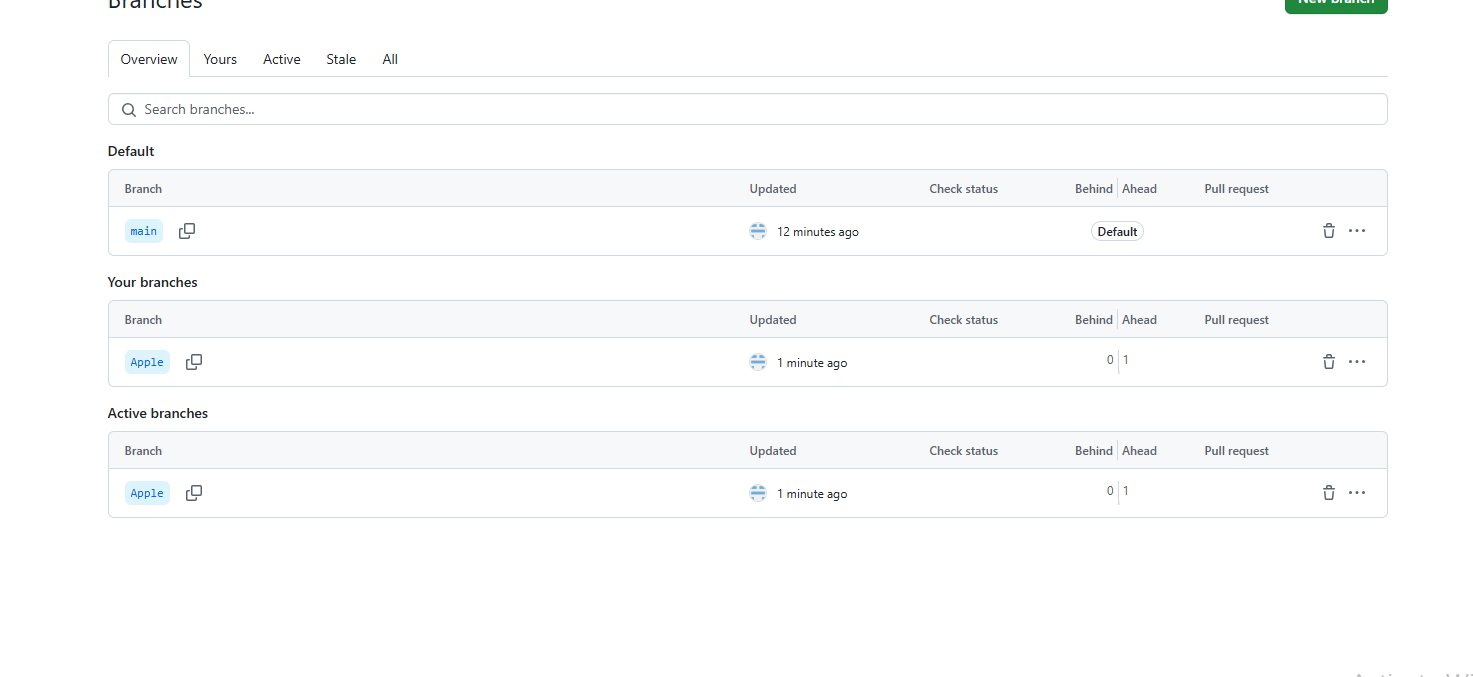 Branches
New branch
Overview Yours Active Stale All
Search branches...
Default
Branch Updated Check status Behind Ahead Pull request
main 12 minutes ago Default
Your branches
Branch Updated Check status Behind Ahead Pull request
Apple 1 minute ago 0 1
Active branches
Branch Updated Check status Behind Ahead Pull request
Apple 1 minute ago 0 1